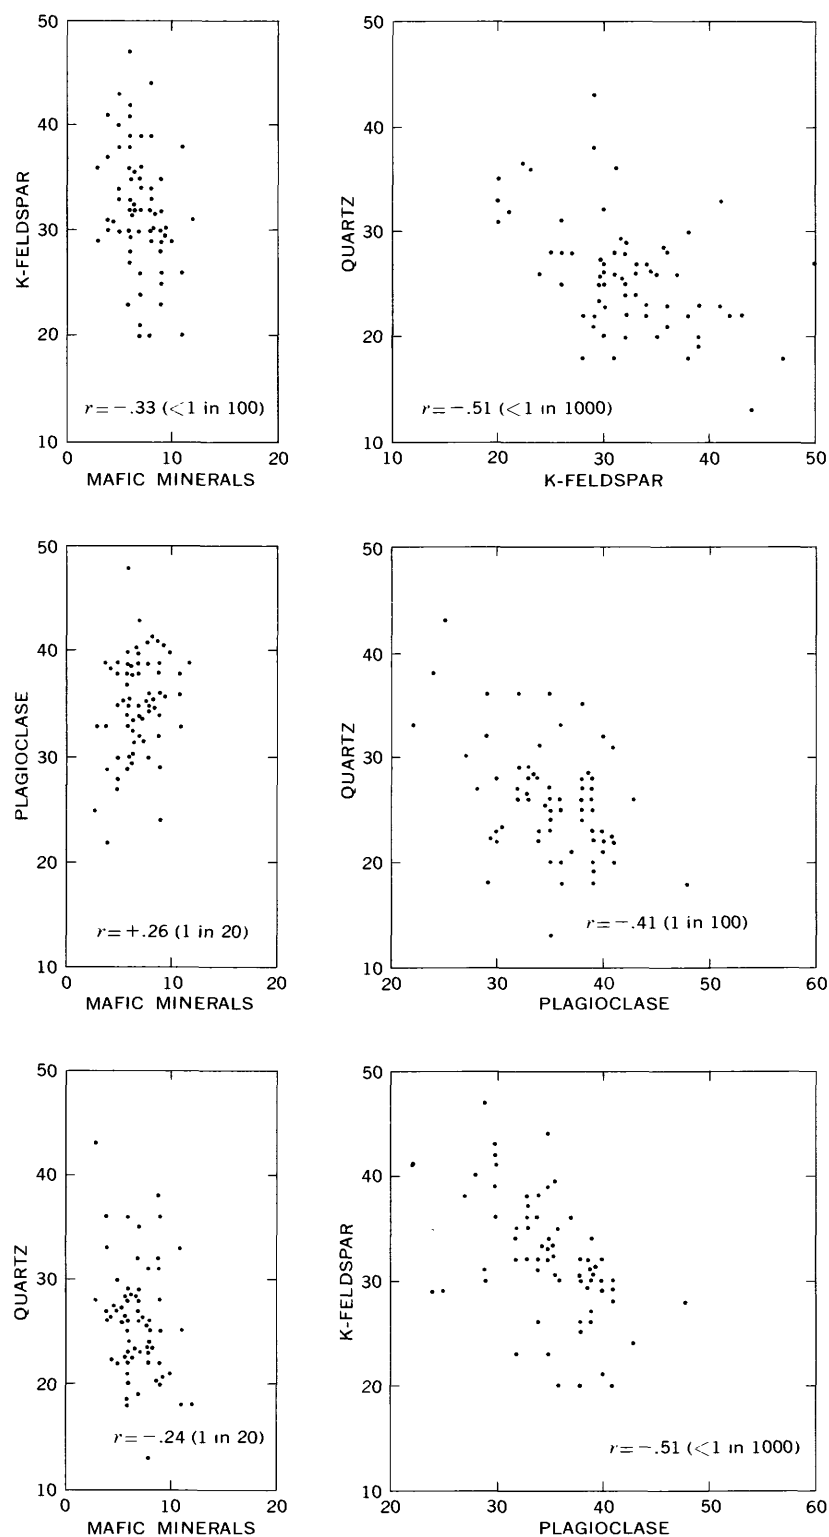 50
40
30
20
10
K-FELDSPAR
r=-.33 (<1 in 100)
0 10 20
MAFIC MINERALS
50
40
30
20
10
QUARTZ
r=-.51 (<1 in 1000)
10 20 30 40 50
K-FELDSPAR
50
40
30
20
10
PLAGIOCLASE
r=+.26 (1 in 20)
0 10 20
MAFIC MINERALS
50
40
30
20
10
QUARTZ
r=-.41 (1 in 100)
20 30 40 50 60
PLAGIOCLASE
50
40
30
20
10
QUARTZ
r=-.24 (1 in 20)
0 10 20
MAFIC MINERALS
50
40
30
20
10
K-FELDSPAR
r=-.51 (<1 in 1000)
20 30 40 50 60
PLAGIOCLASE